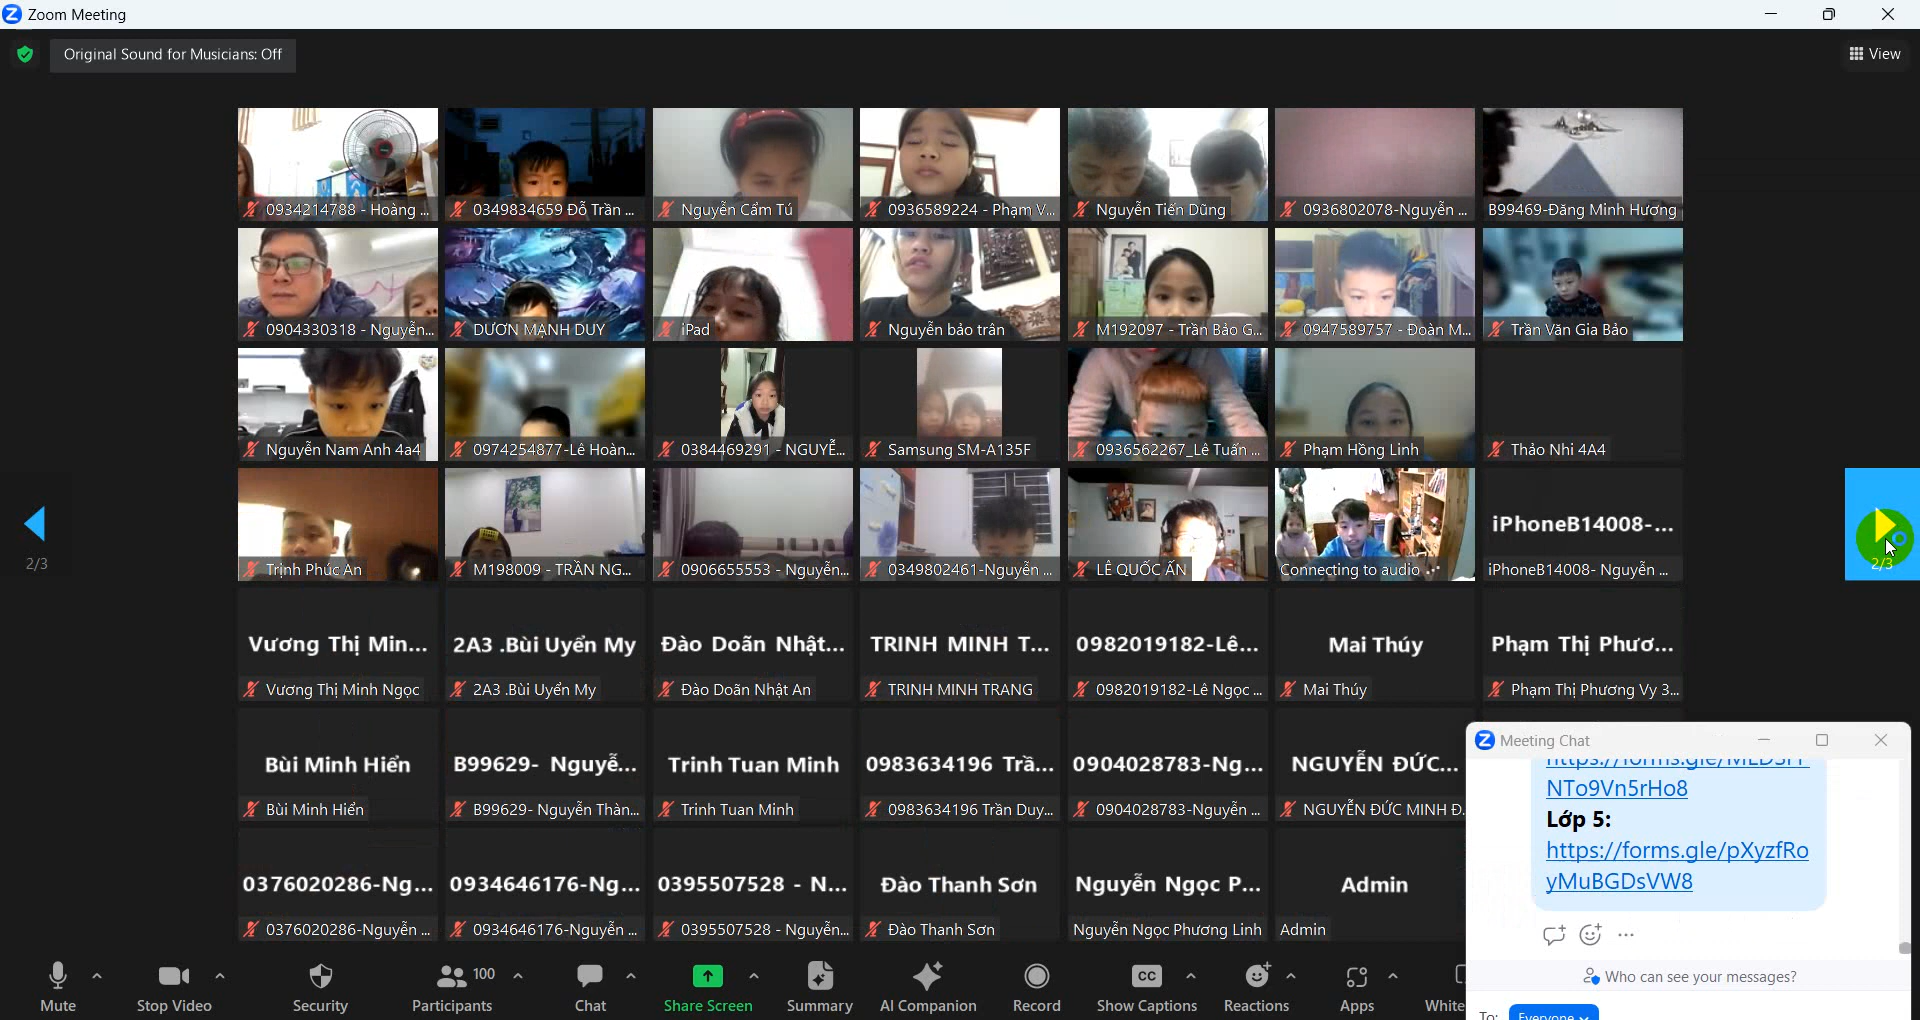 Zoom Meeting
Original Sound for Musicians: Off
View
0934214788 - Hoàng ...
0349834659 Đỗ Trần ...
Nguyễn Cẩm Tú
0936589224 - Phạm V...
Nguyễn Tiến Dũng
0936802078-Nguyễn ...
B99469-Đặng Minh Hương
0904330318 - Nguyễn...
DƯƠN MẠNH DUY
iPad
Nguyễn bảo trân
M192097 - Trần Bảo G...
0947589757 - Đoàn M...
Trần Văn Gia Bảo
Nguyễn Nam Anh 4a4
0974254877-Lê Hoàn...
0384469291 - NGUYỄ...
Samsung SM-A135F
0936562267_Lê Tuấn ...
Phạm Hồng Linh
Thảo Nhi 4A4
2/3
Trịnh Phúc An
M198009 - TRẦN NG...
0906655553 - Nguyễn...
0349802461-Nguyễn ...
LÊ QUỐC ẤN
Connecting to audio
iPhoneB14008-...
iPhoneB14008- Nguyễn ...
2/3
Vương Thị Min...
Vương Thị Minh Ngọc
2A3 .Bùi Uyển My
2A3 .Bùi Uyển My
Đào Doãn Nhật...
Đào Doãn Nhật An
TRINH MINH T...
TRINH MINH TRANG
0982019182-Lê...
0982019182-Lê Ngọc ...
Mai Thúy
Mai Thúy
Phạm Thị Phươ...
Phạm Thị Phương Vy 3...
Bùi Minh Hiển
Bùi Minh Hiển
B99629- Nguyễ...
B99629- Nguyễn Thàn...
Trinh Tuan Minh
Trinh Tuan Minh
0983634196 Trầ...
0983634196 Trần Duy...
0904028783-Ng...
0904028783-Nguyễn ...
NGUYỄN ĐỨC...
NGUYỄN ĐỨC MINH Đ
0376020286-Ng...
0376020286-Nguyễn ...
0934646176-Ng...
0934646176-Nguyễn ...
0395507528 - N...
0395507528 - Nguyễn...
Đào Thanh Sơn
Đào Thanh Sơn
Nguyễn Ngọc P...
Nguyễn Ngọc Phương Linh
Admin
Admin
Meeting Chat
NTo9Vn5rHo8
Lớp 5:
https://forms.gle/pXyzfRo
yMuBGDsVW8
Who can see your messages?
To: Everyone
Mute
Stop Video
Security
Participants
100
Chat
Share Screen
Summary
AI Companion
Record
CC
Show Captions
Reactions
Apps
White